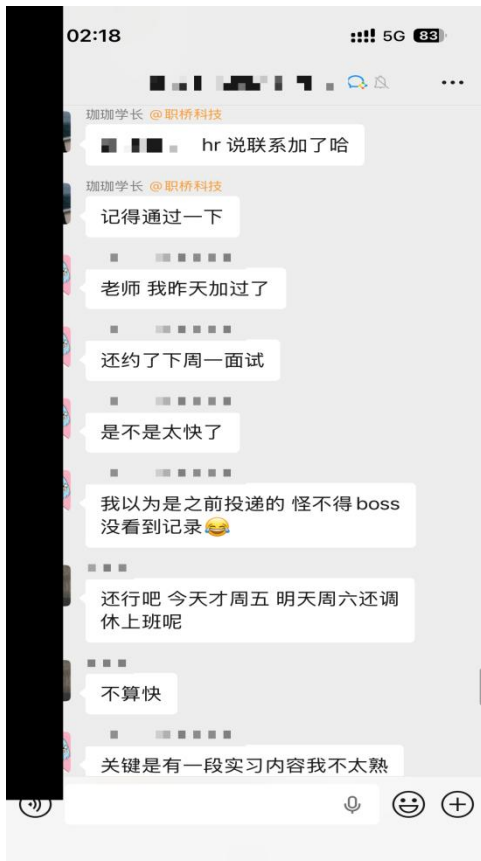 02:18
5G 83
珈珈学长 @职桥科技
hr 说联系加了哈
珈珈学长 @职桥科技
记得通过一下
老师 我昨天加过了
还约了下周一面试
是不是太快了
我以为是之前投递的 怪不得boss
没看到记录😂
还行吧 今天才周五 明天周六还调
休上班呢
不算快
关键是有一段实习内容我不太熟